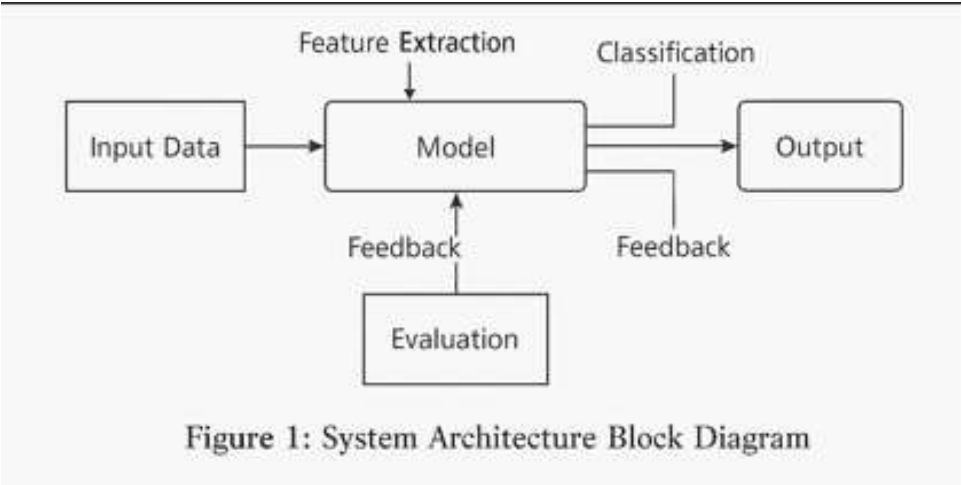 Feature Extraction
Classification
Input Data
Model
Output
Feedback
Feedback
Evaluation
Figure 1: System Architecture Block Diagram